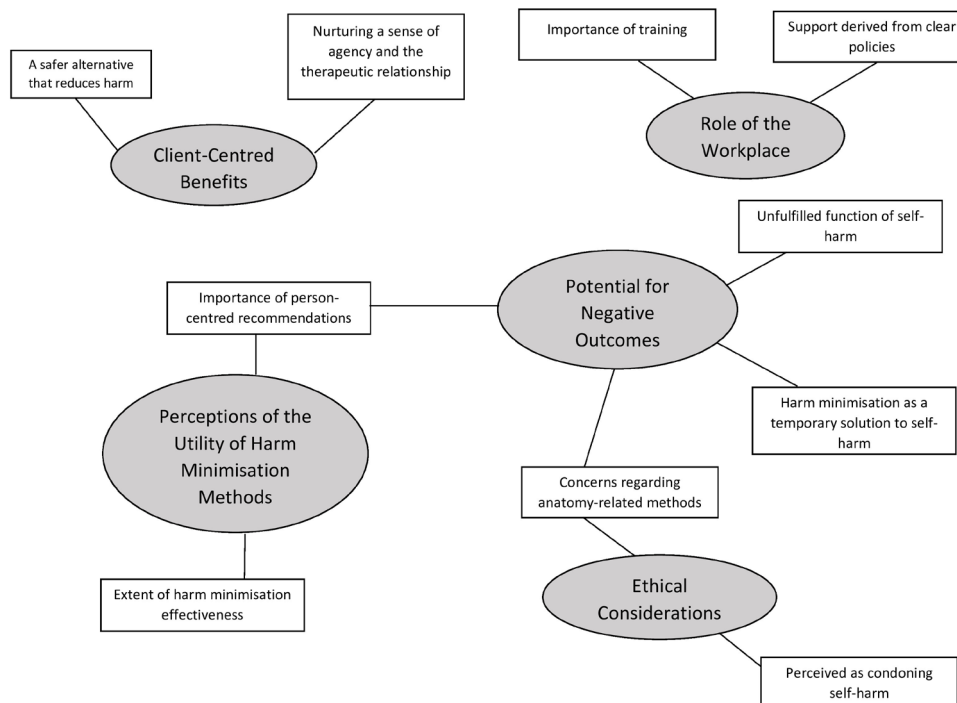 Nurturing a sense of
agency and the
therapeutic relationship
A safer alternative
that reduces harm
Client-Centred
Benefits
Importance of training
Support derived from clear
policies
Role of the
Workplace
Unfulfilled function of self-
harm
Potential for
Negative
Outcomes
Importance of person-
centred recommendations
Perceptions of the
Utility of Harm
Minimisation
Methods
Harm minimisation as a
temporary solution to self-
harm
Concerns regarding
anatomy-related methods
Extent of harm minimisation
effectiveness
Ethical
Considerations
Perceived as condoning
self-harm